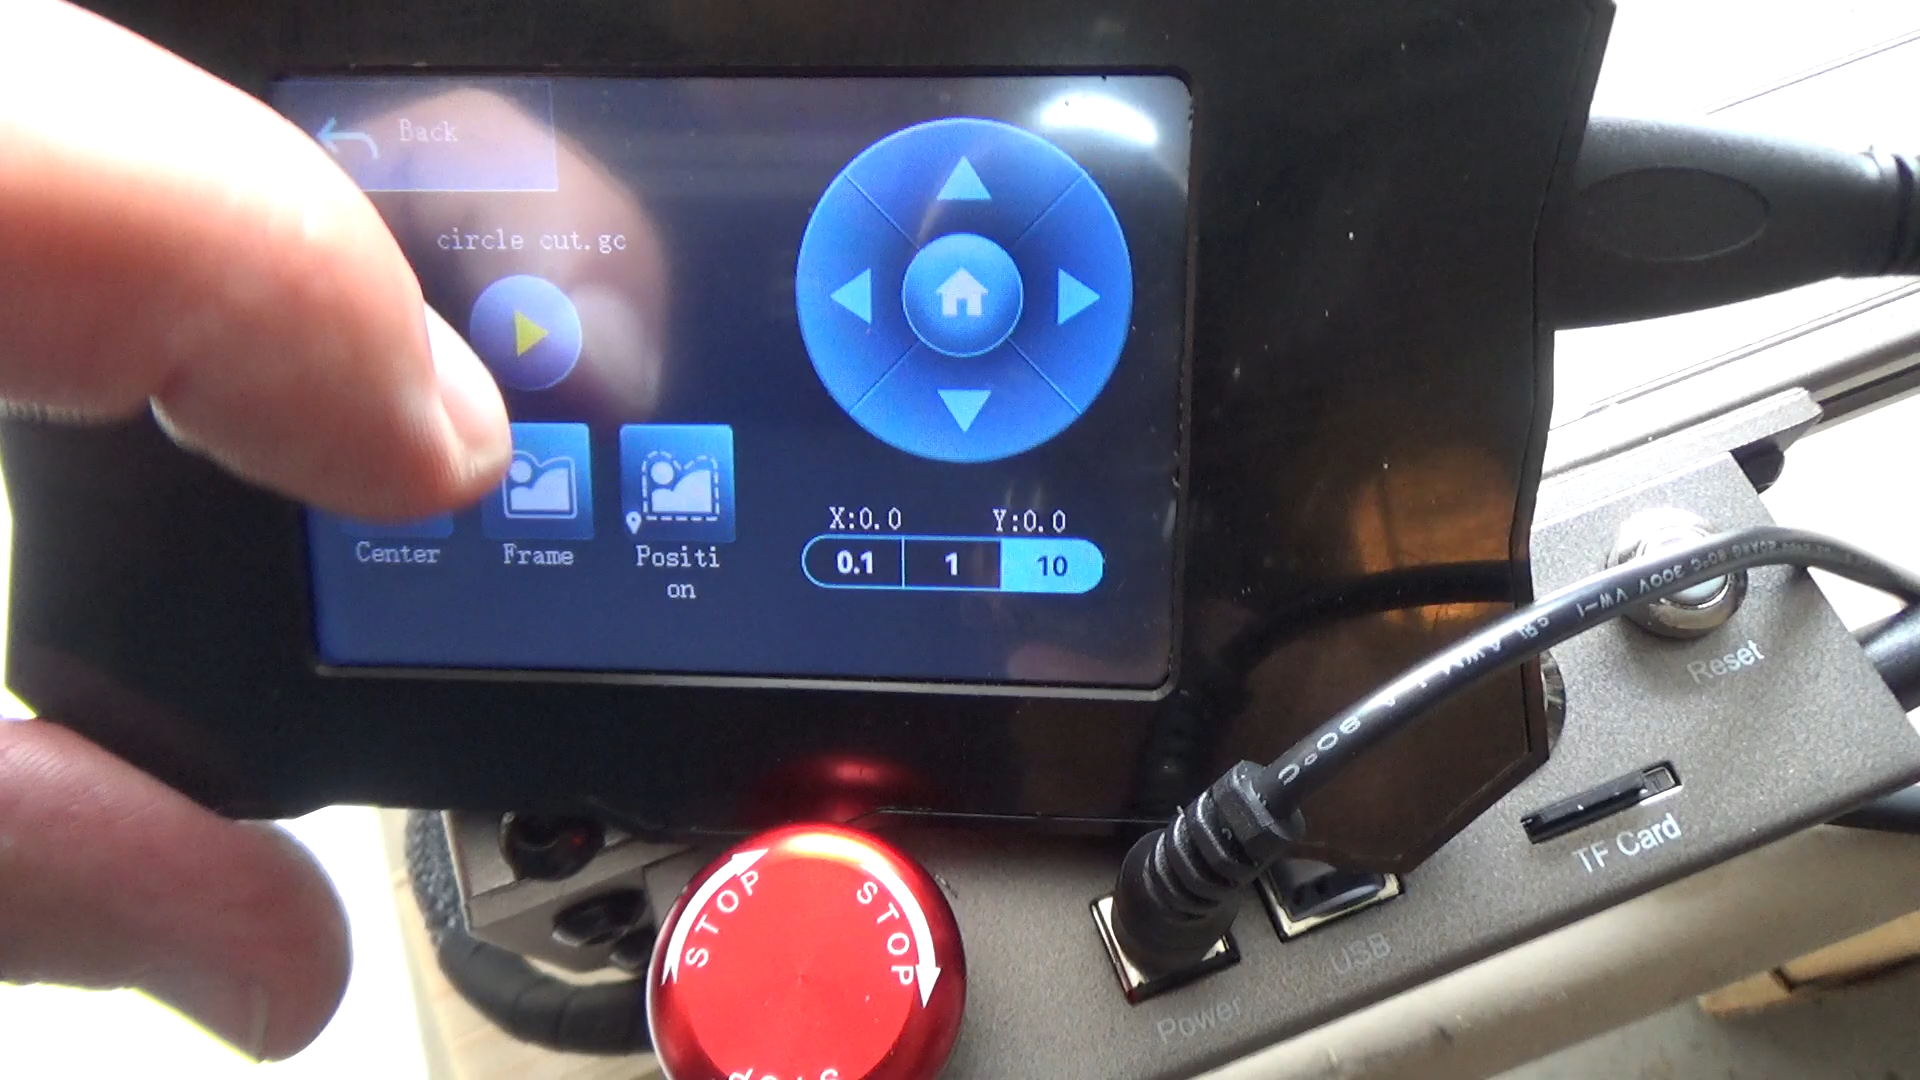 Back
circle cut.gc
Center
Frame
Positi
on
X:0.0
Y:0.0
0.1
1
10
Reset
TF Card
USB
Power
STOP
STOP